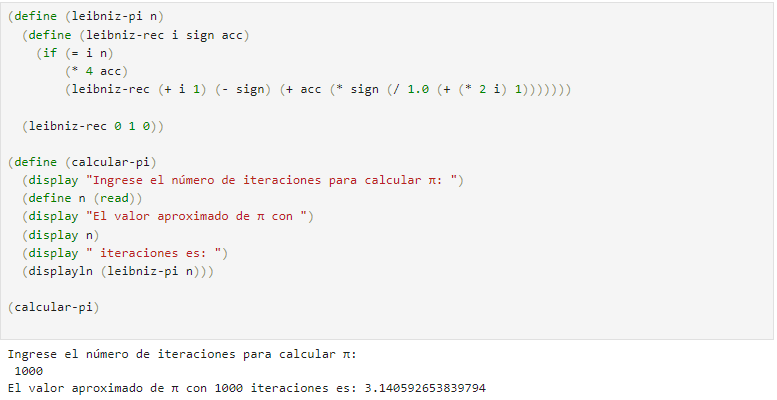 (define (leibniz-pi n)
  (define (leibniz-rec i sign acc)
    (if (= i n)
        (* 4 acc)
        (leibniz-rec (+ i 1) (- sign) (+ acc (* sign (/ 1.0 (+ (* 2 i) 1)))))))

  (leibniz-rec 0 1 0))

(define (calcular-pi)
  (display "Ingrese el número de iteraciones para calcular π: ")
  (define n (read))
  (display "El valor aproximado de π con ")
  (display n)
  (display " iteraciones es: ")
  (displayln (leibniz-pi n)))

(calcular-pi)

Ingrese el número de iteraciones para calcular π:
 1000
El valor aproximado de π con 1000 iteraciones es: 3.140592653839794